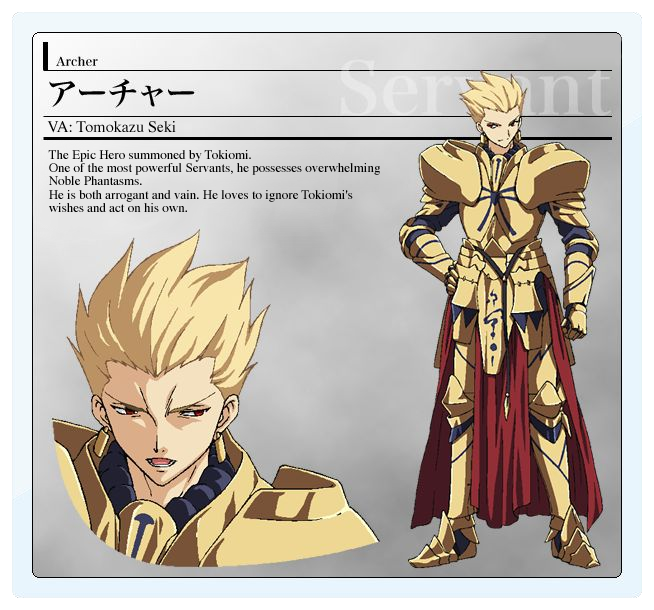 Archer
Servant
アーチャー
VA: Tomokazu Seki
The Epic Hero summoned by Tokiomi.
One of the most powerful Servants, he possesses overwhelming
Noble Phantasms.
He is both arrogant and vain. He loves to ignore Tokiomi's
wishes and act on his own.